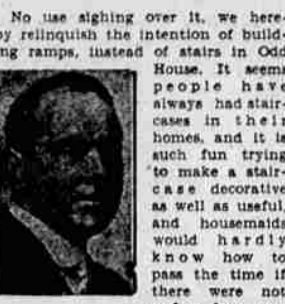 No use sighing over it, we here-
by relinquish the intention of build-
ng ramps, instead of stairs in Odd
House. It seems
people have
always had stair-
cases in their
homes, and it is
such fun trying
to make a stair-
case decorative
as well as useful,
and housemaids
would hardly
know how to
pass the time if
there were not